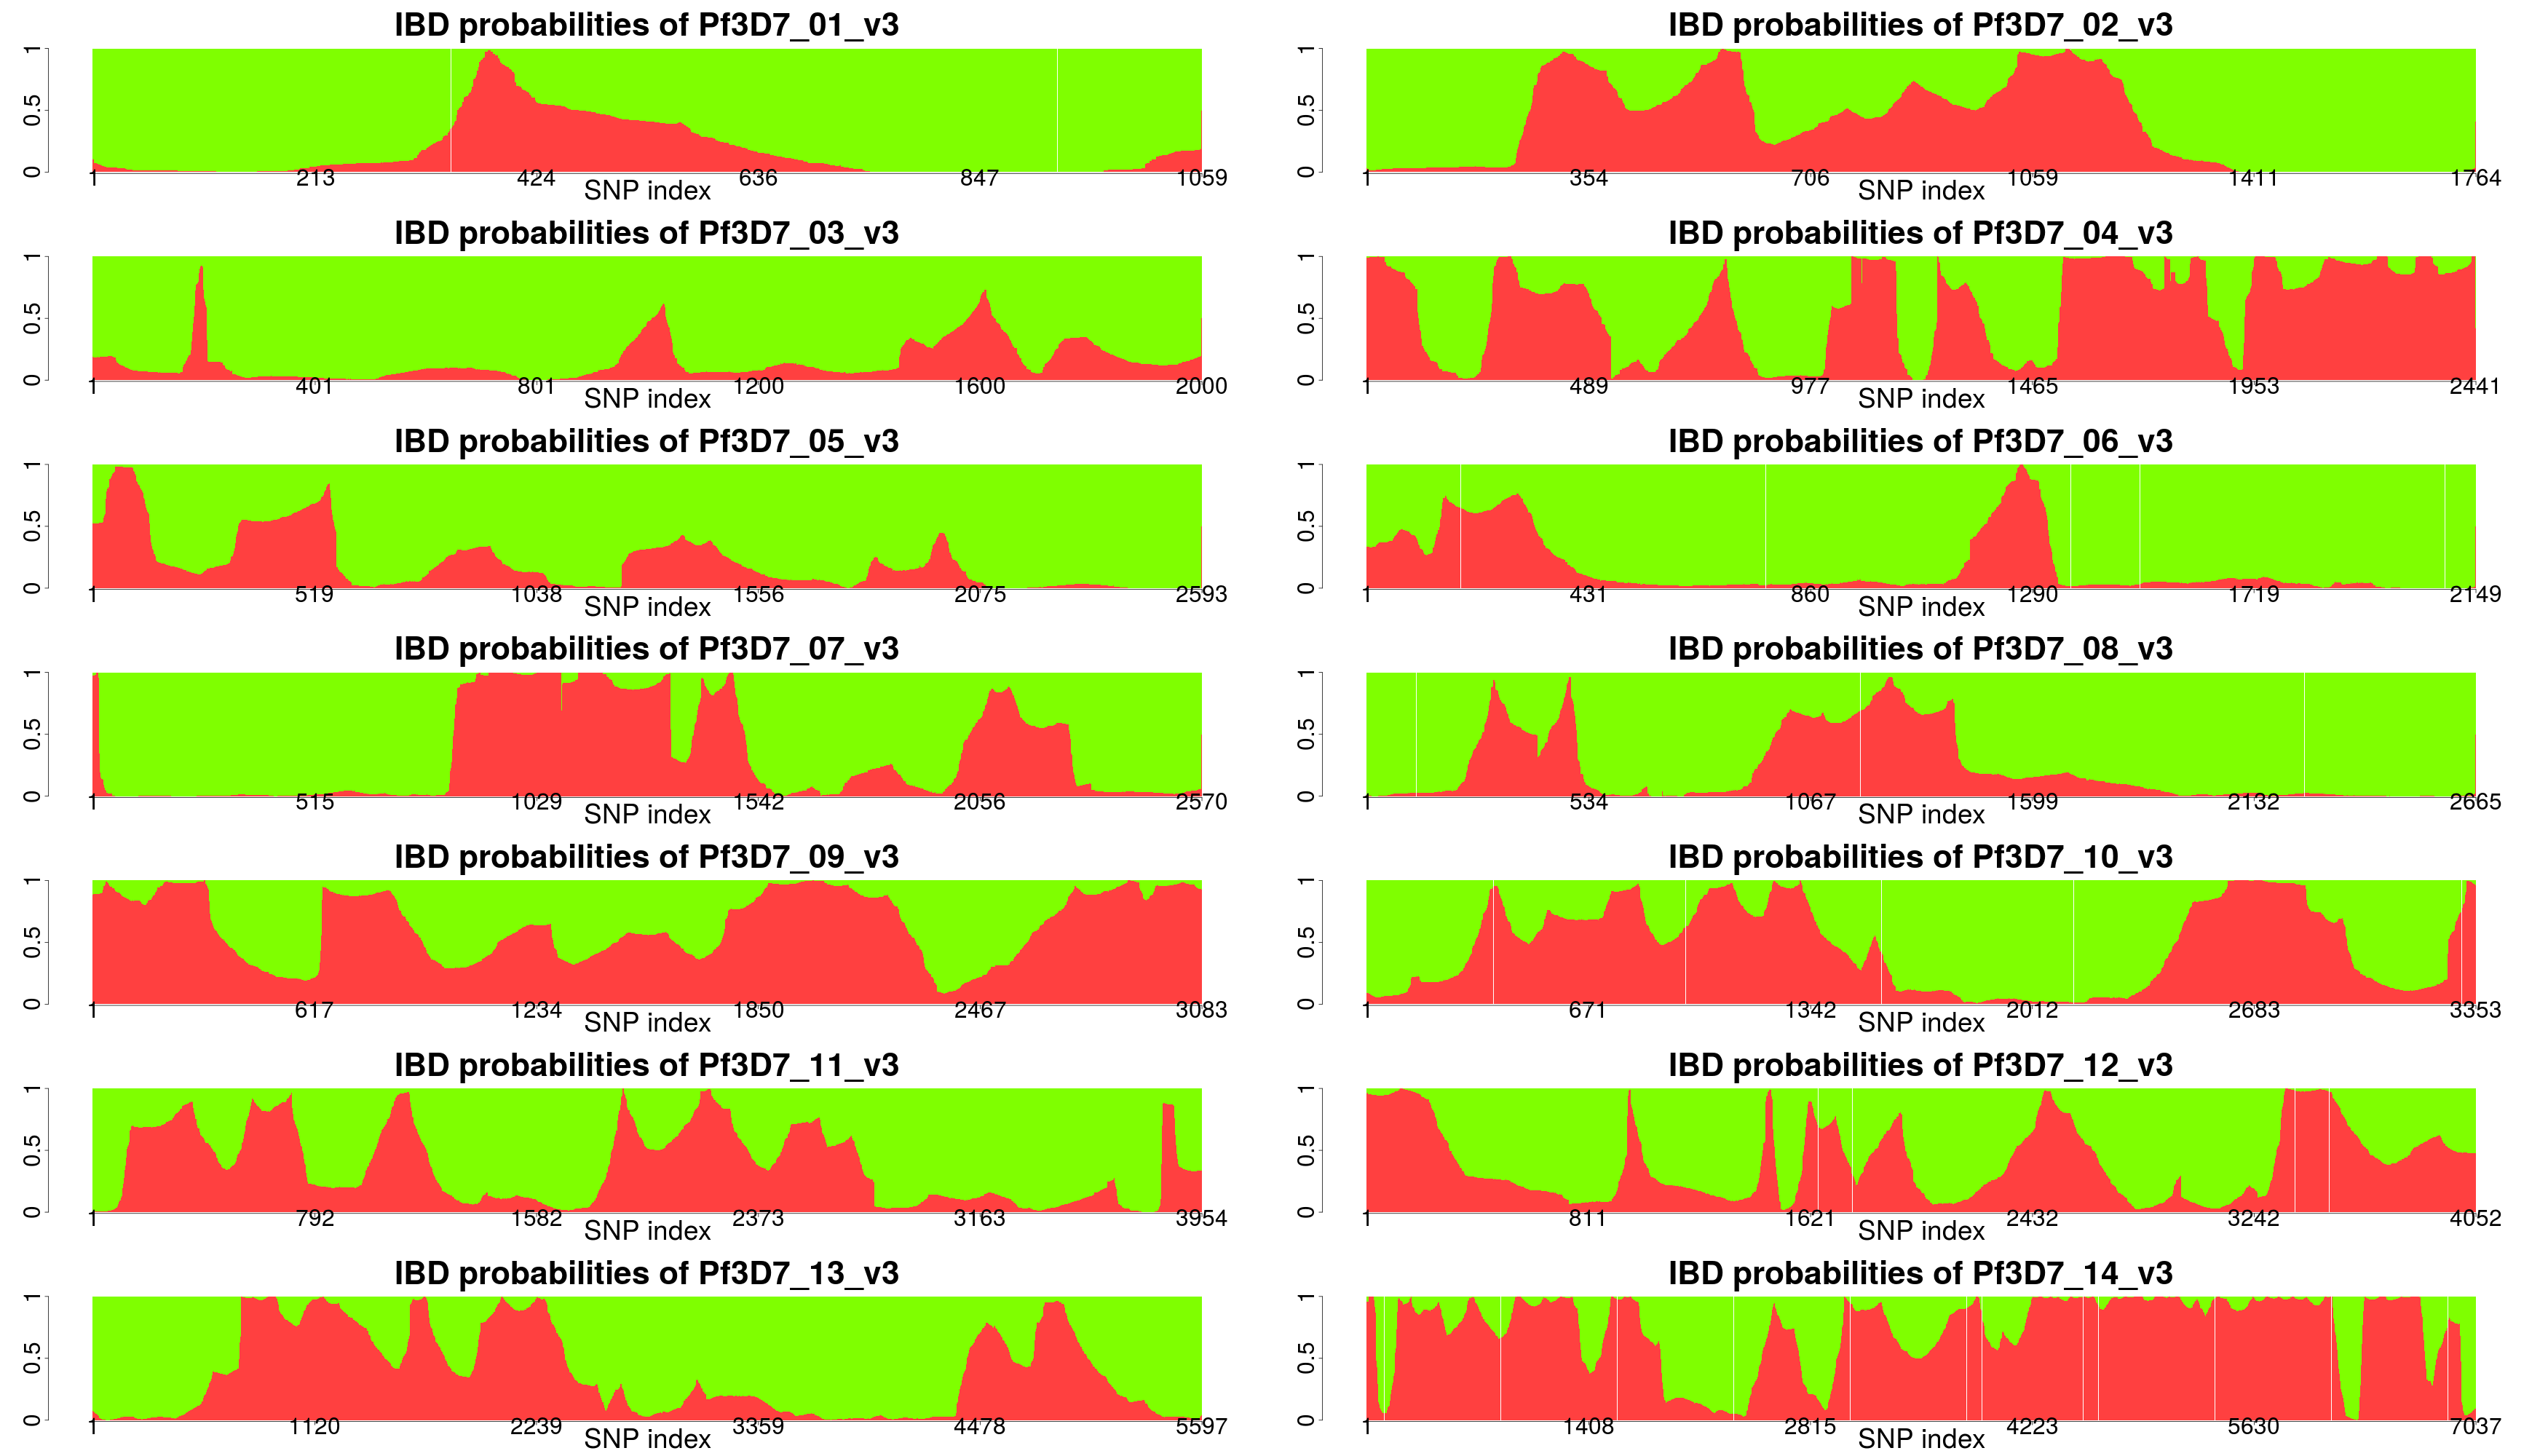 IBD probabilities of Pf3D7_01_v3
0 0.5 1
1 213 424 636 847 1059
SNP index
IBD probabilities of Pf3D7_02_v3
0 0.5 1
1 354 706 1059 1411 1764
SNP index
IBD probabilities of Pf3D7_03_v3
0 0.5 1
1 401 801 1200 1600 2000
SNP index
IBD probabilities of Pf3D7_04_v3
0 0.5 1
1 489 977 1465 1953 2441
SNP index
IBD probabilities of Pf3D7_05_v3
0 0.5 1
1 519 1038 1556 2075 2593
SNP index
IBD probabilities of Pf3D7_06_v3
0 0.5 1
1 431 860 1290 1719 2149
SNP index
IBD probabilities of Pf3D7_07_v3
0 0.5 1
1 515 1029 1542 2056 2570
SNP index
IBD probabilities of Pf3D7_08_v3
0 0.5 1
1 534 1067 1599 2132 2665
SNP index
IBD probabilities of Pf3D7_09_v3
0 0.5 1
1 617 1234 1850 2467 3083
SNP index
IBD probabilities of Pf3D7_10_v3
0 0.5 1
1 671 1342 2012 2683 3353
SNP index
IBD probabilities of Pf3D7_11_v3
0 0.5 1
1 792 1582 2373 3163 3954
SNP index
IBD probabilities of Pf3D7_12_v3
0 0.5 1
1 811 1621 2432 3242 4052
SNP index
IBD probabilities of Pf3D7_13_v3
0 0.5 1
1 1120 2239 3359 4478 5597
SNP index
IBD probabilities of Pf3D7_14_v3
0 0.5 1
1 1408 2815 4223 5630 7037
SNP index